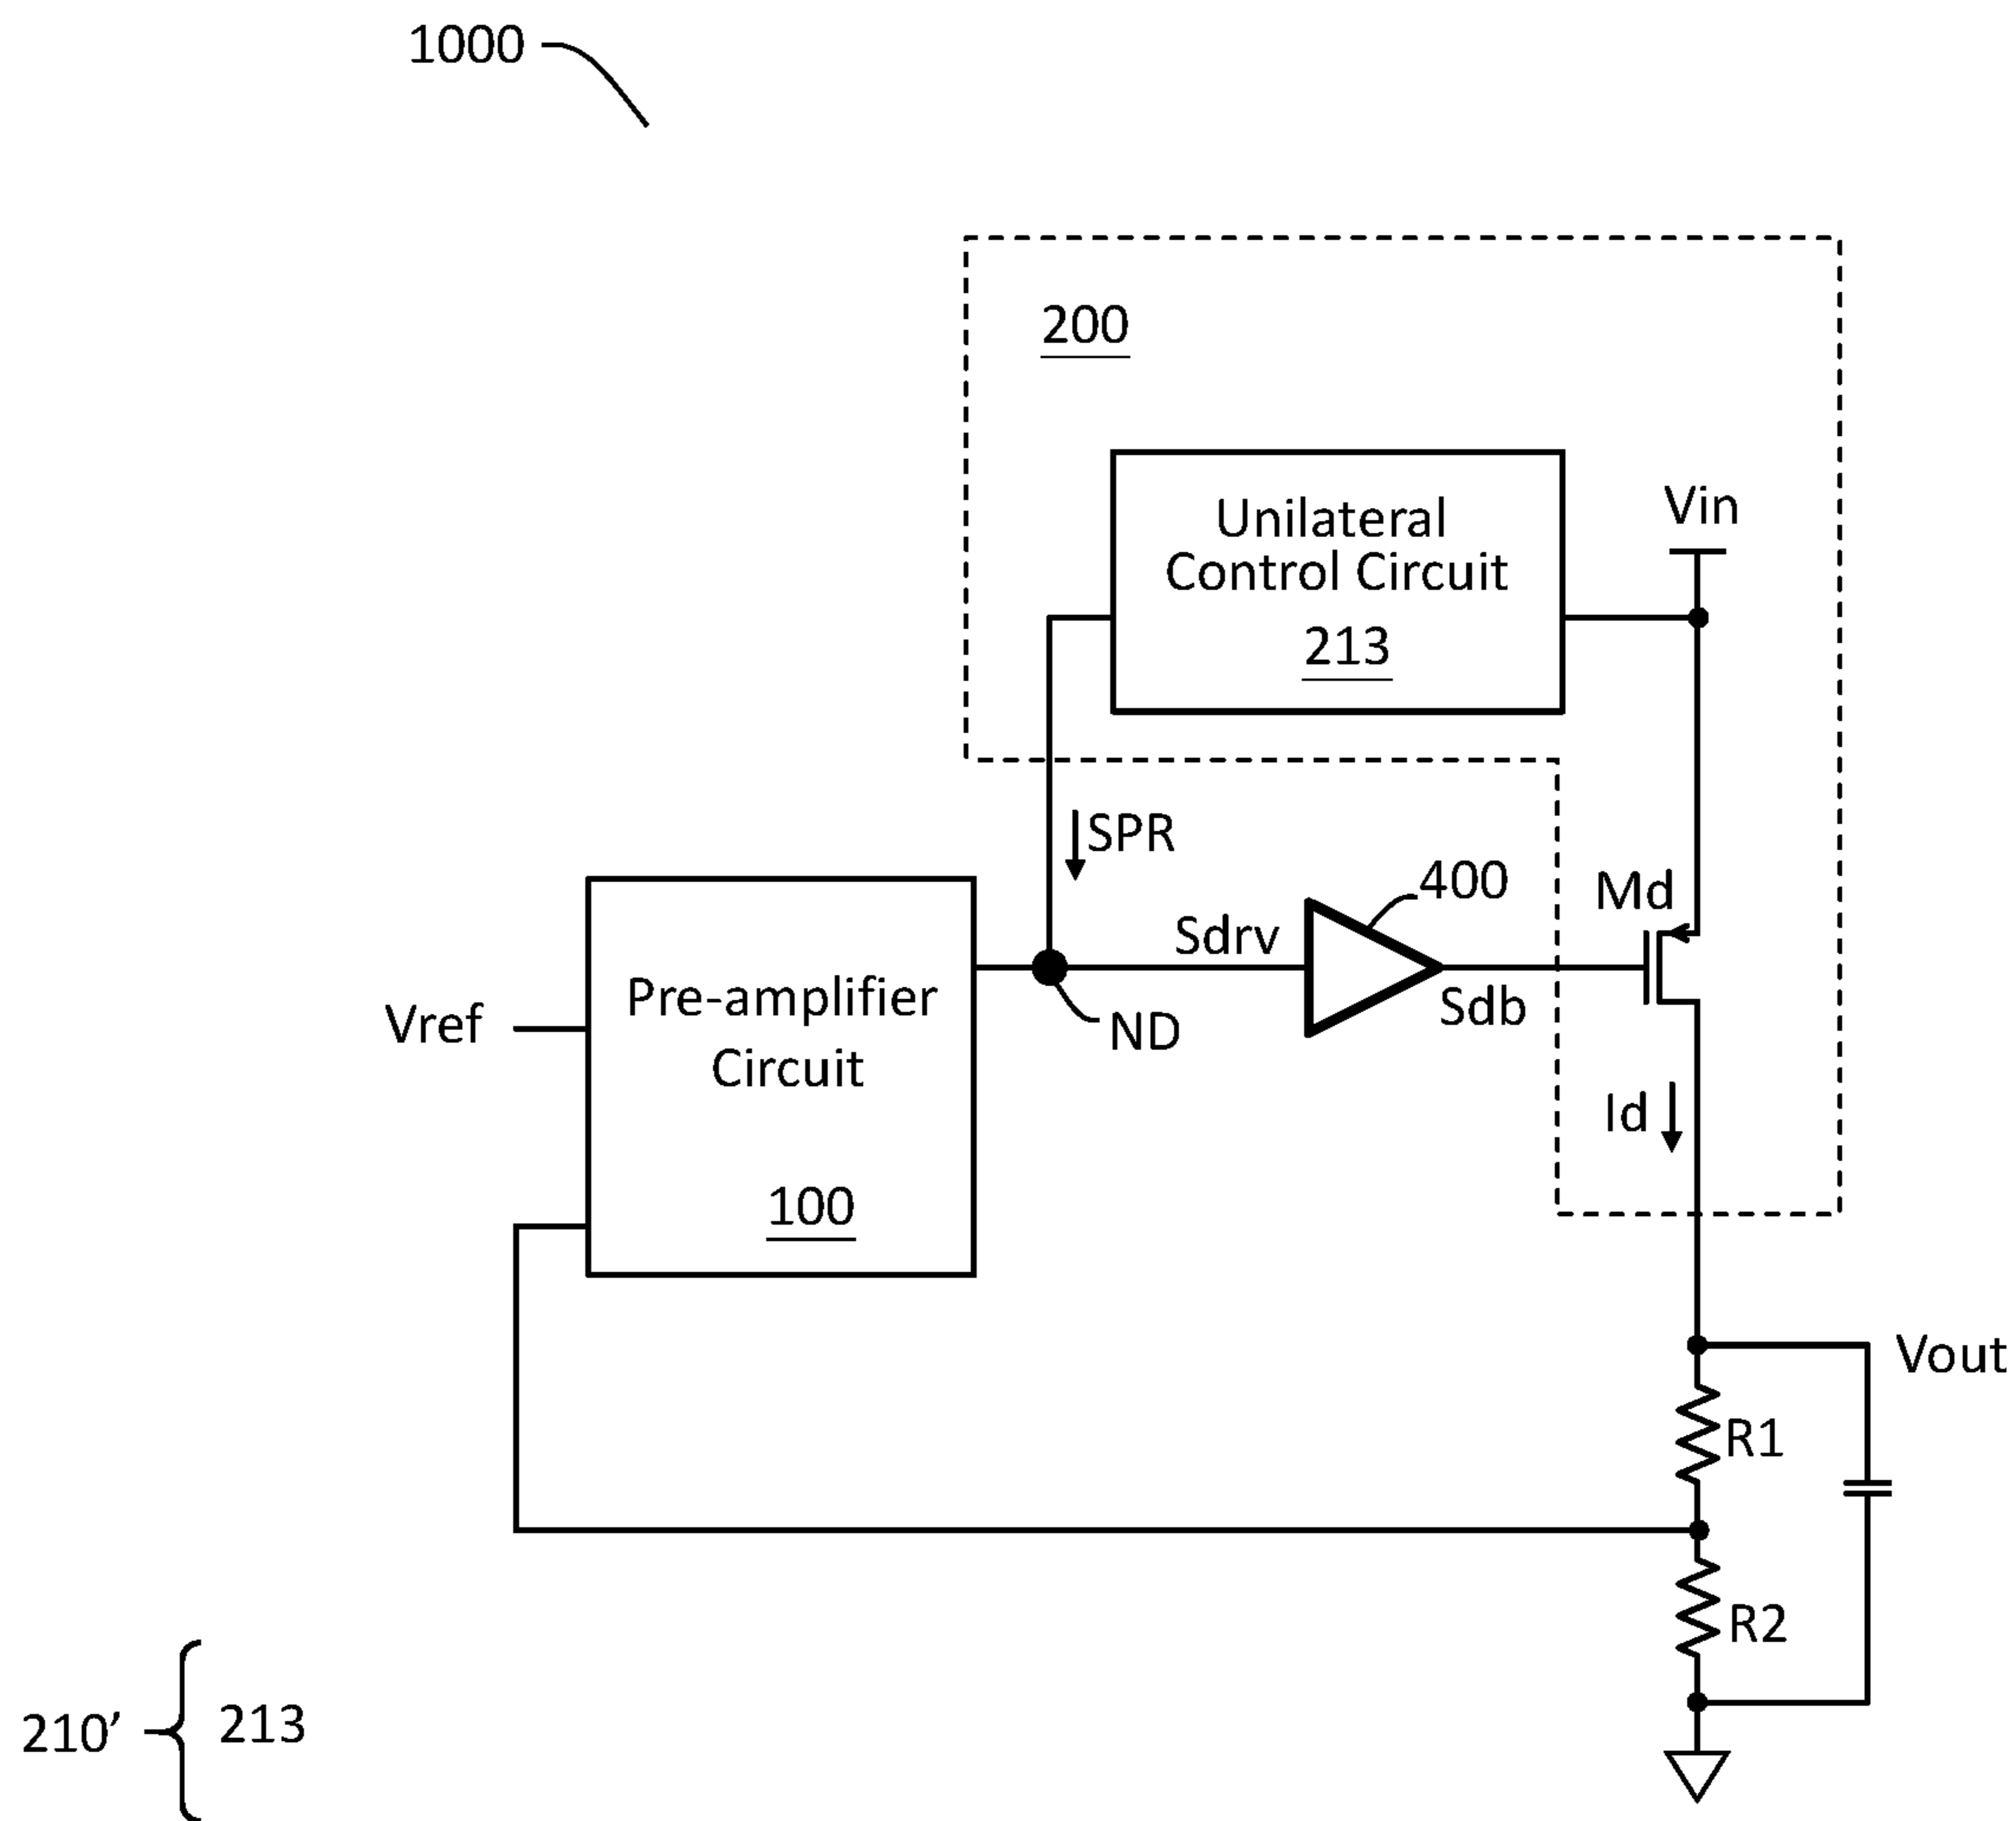 1000
200
Unilateral
Control Circuit
213
Vin
SPR
400
Md
Sdrv
Sdb
ND
Vref
Pre-amplifier
Circuit
100
Id
Vout
R1
R2
210’
213